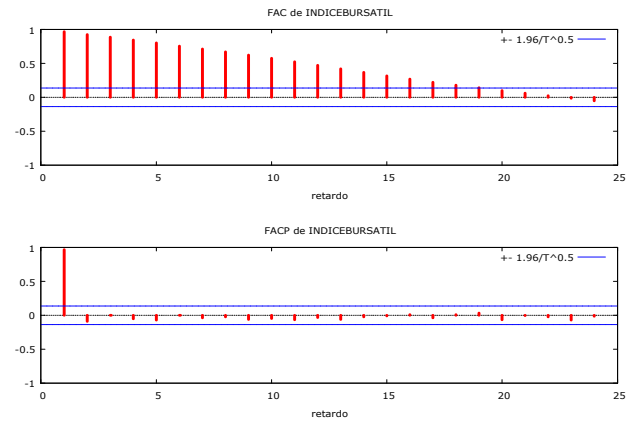 FAC de INDICEBURSATIL
+- 1.96/T^0.5
1
0.5
0
-0.5
-1
0 5 10 15 20 25
retardo
FACP de INDICEBURSATIL
+- 1.96/T^0.5
1
0.5
0
-0.5
-1
0 5 10 15 20 25
retardo